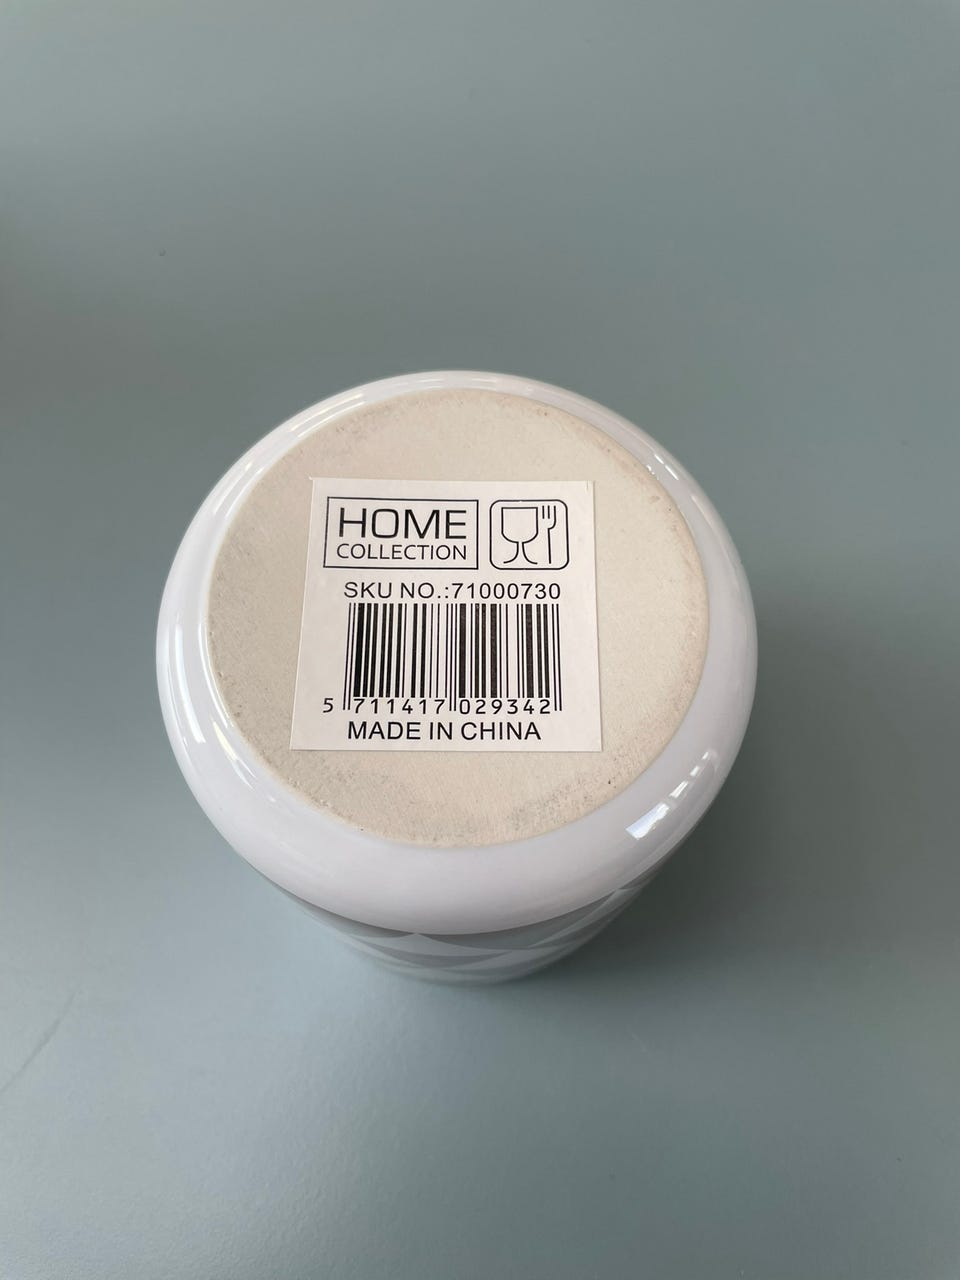 HOME
COLLECTION
SKU NO.:71000730
5 711417 029342
MADE IN CHINA